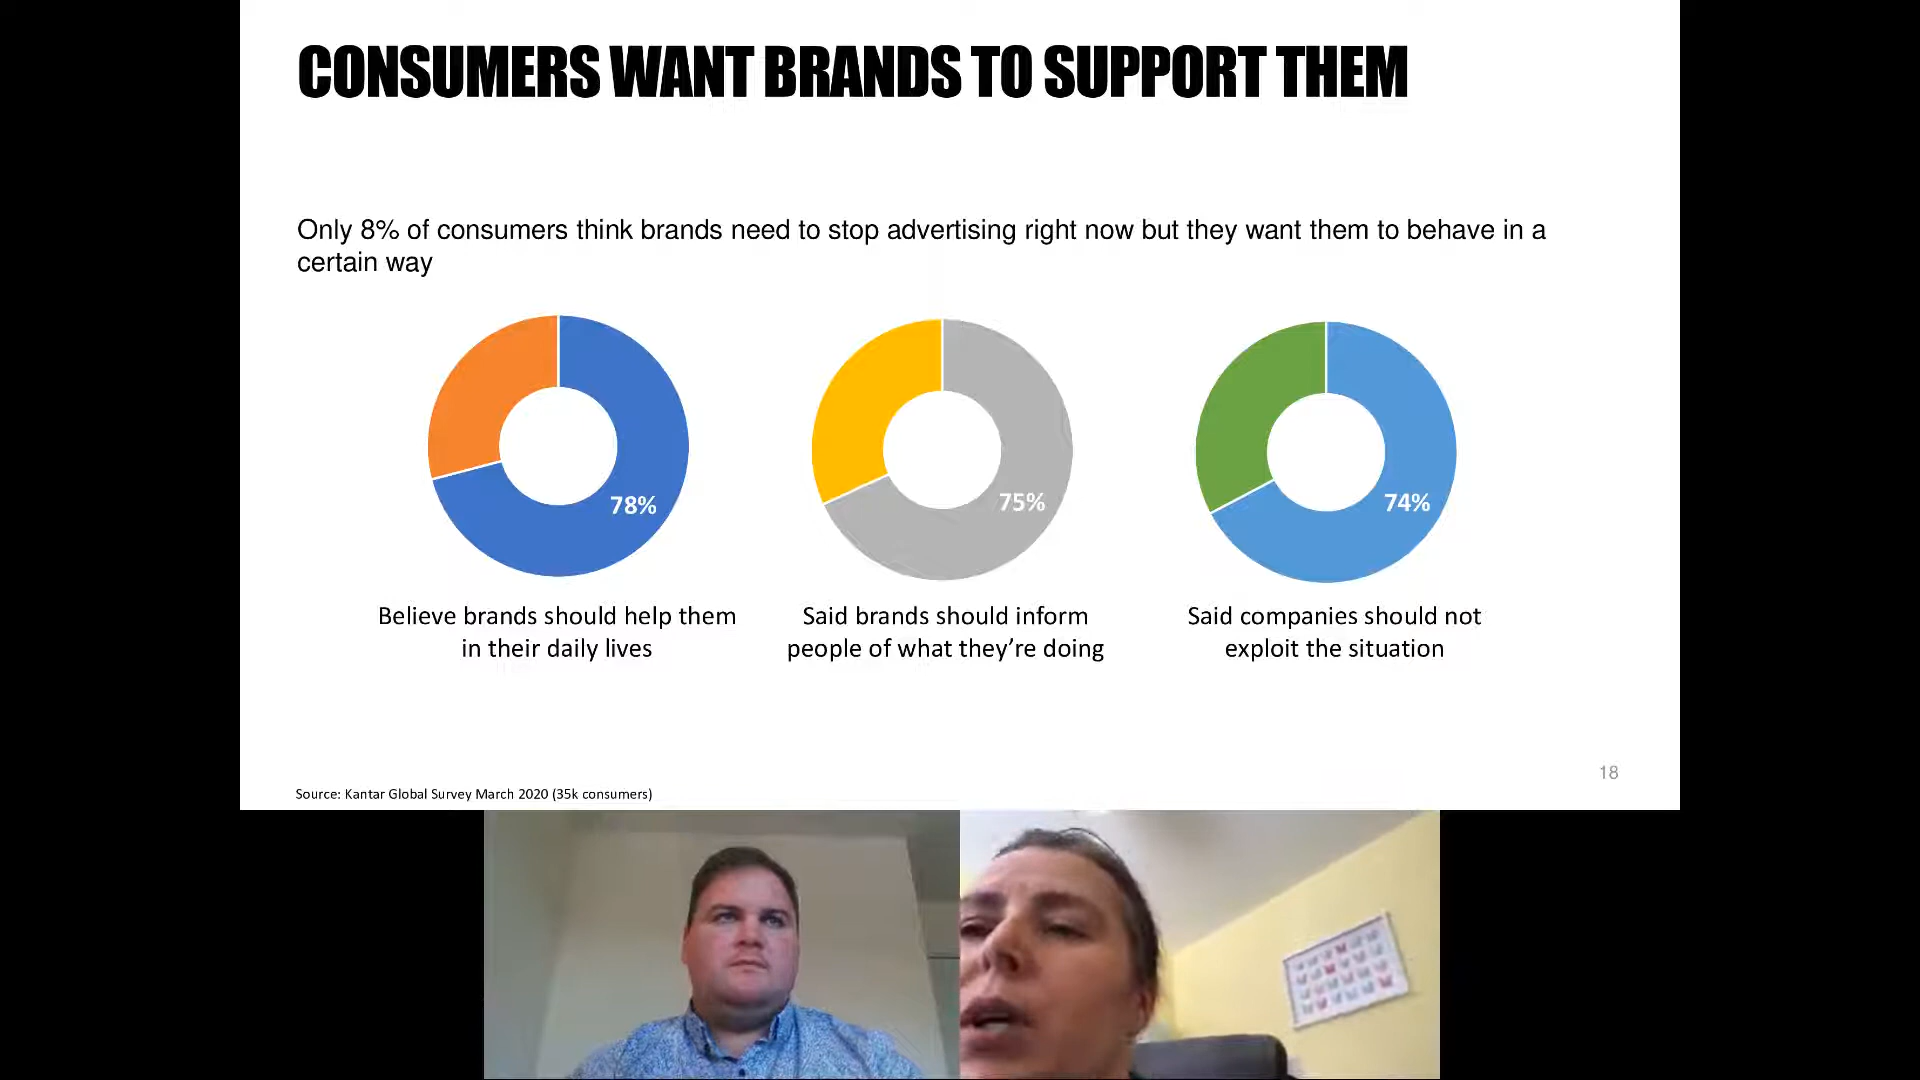 CONSUMERS WANT BRANDS TO SUPPORT THEM
Only 8% of consumers think brands need to stop advertising right now but they want them to behave in a
certain way
78%
75%
74%
Believe brands should help them
in their daily lives
Said brands should inform
people of what they're doing
Said companies should not
exploit the situation
18
Source: Kantar Global Survey March 2020 (35k consumers)